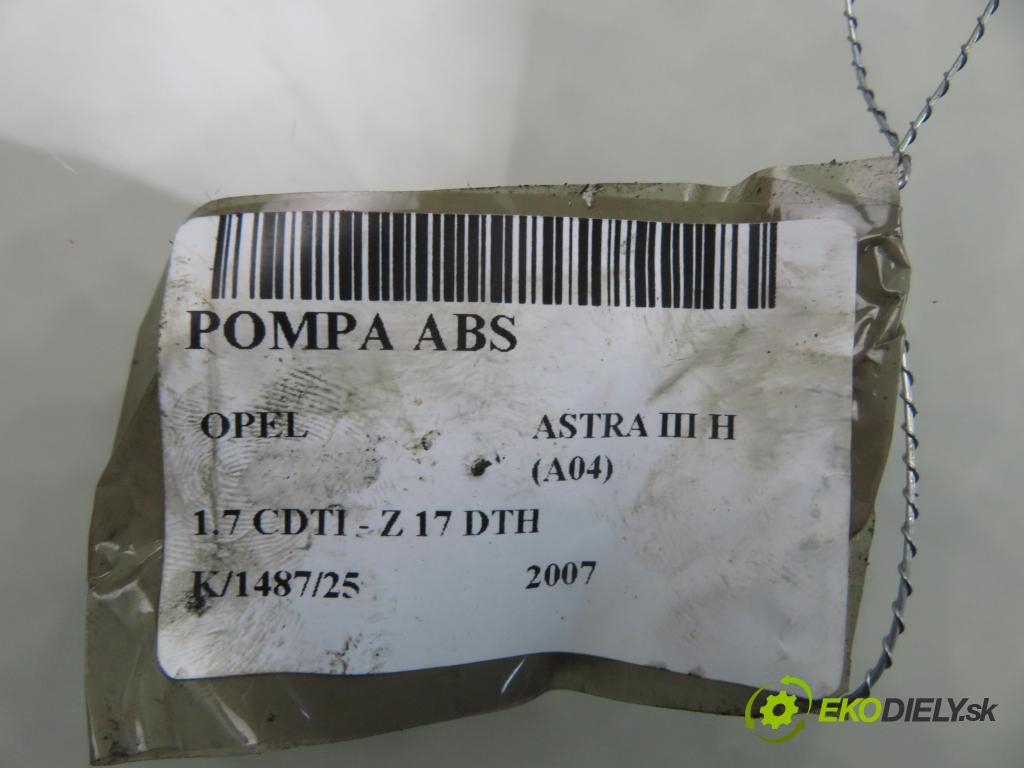 POMPA ABS
OPEL ASTRA III H
(A04)
1.7 CDTI - Z 17 DTH
K/1487/25 2007
EKODIELY.sk